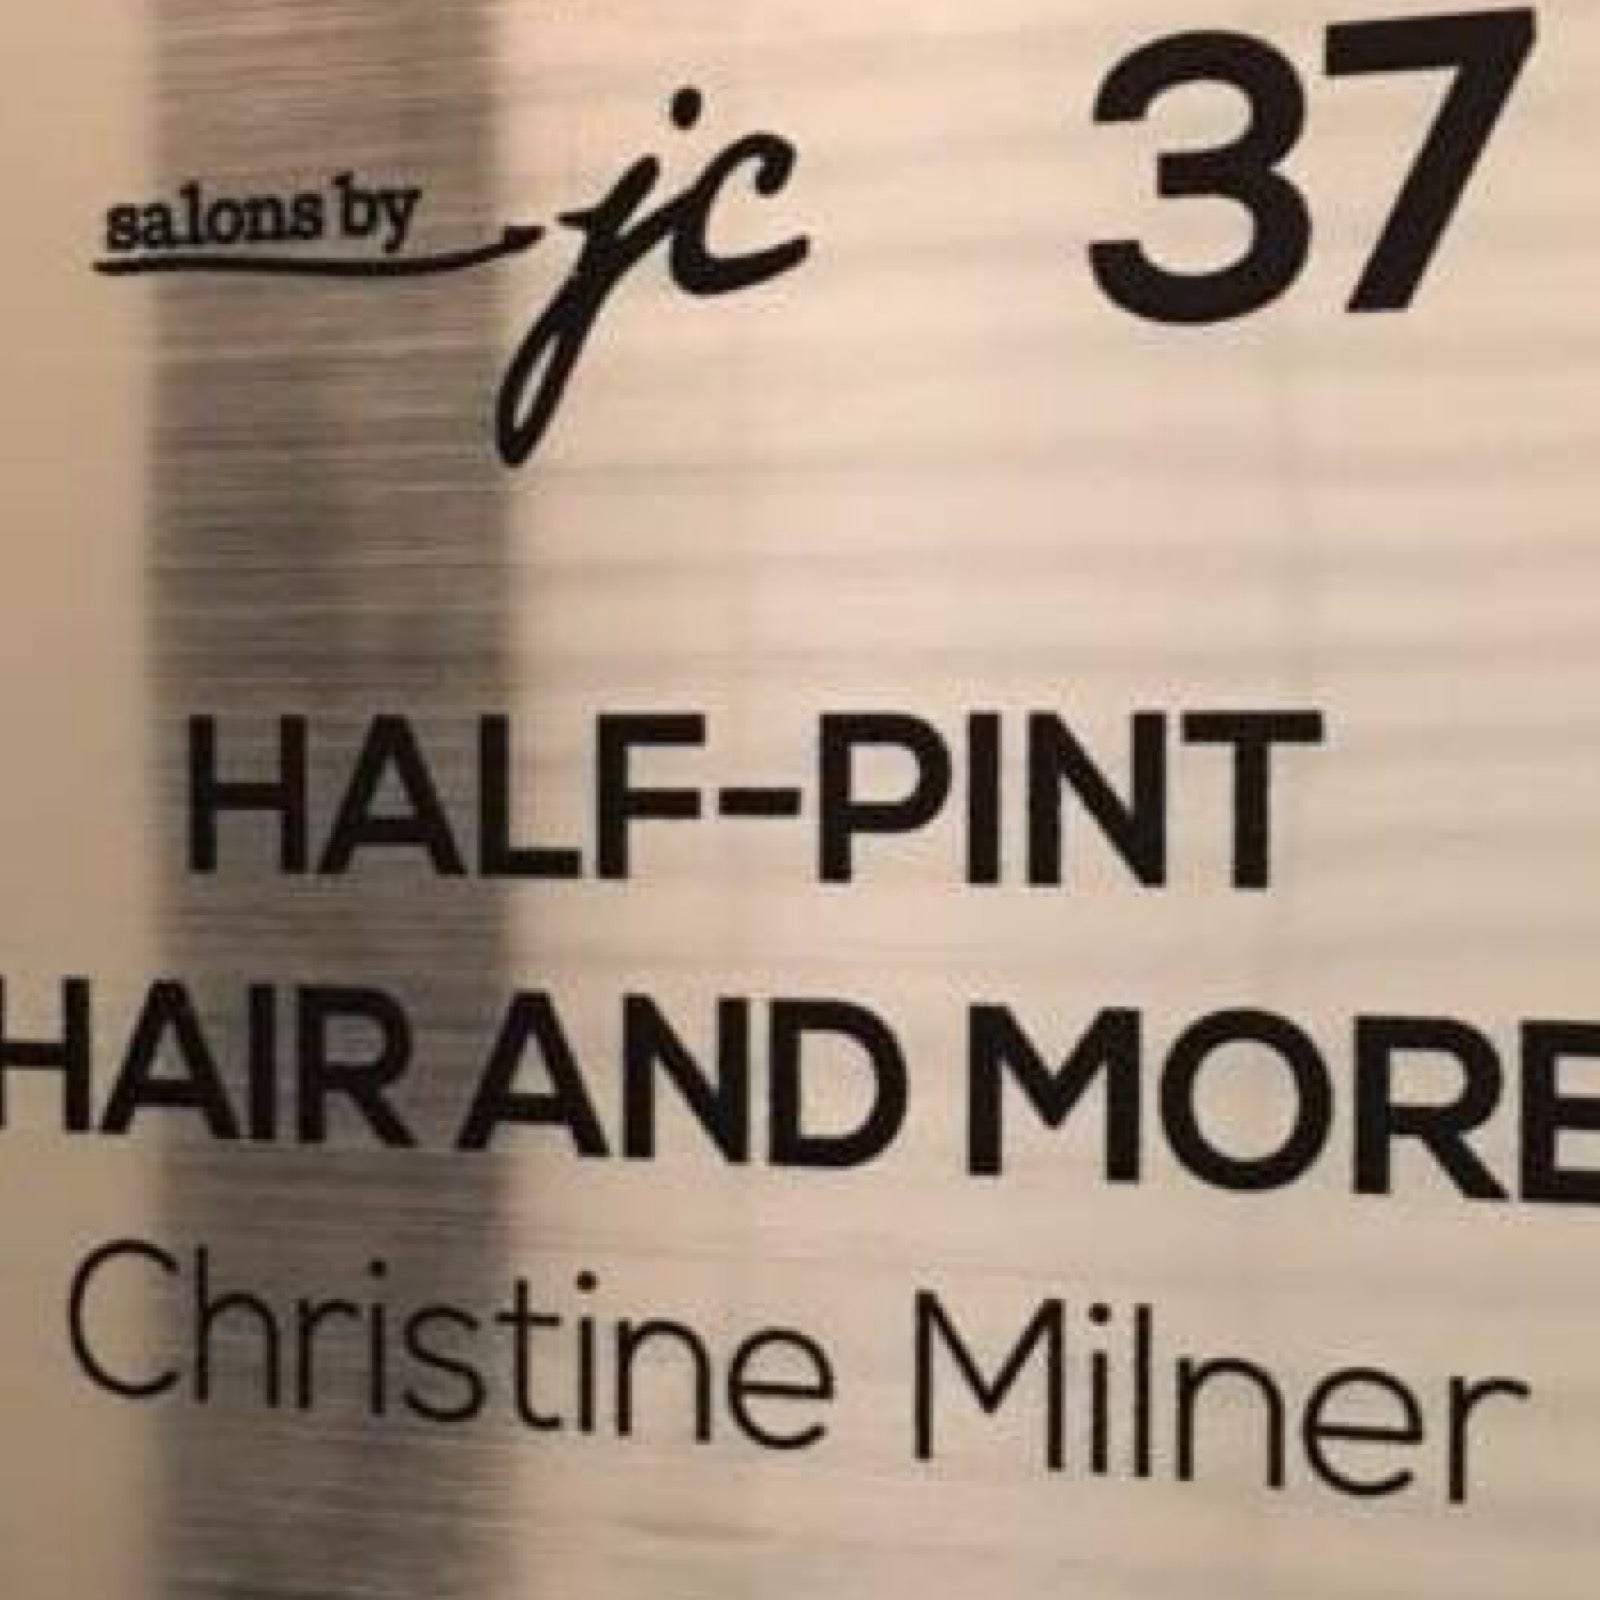 salons by jc 37
HALF-PINT
HAIR AND MORE
Christine Milner